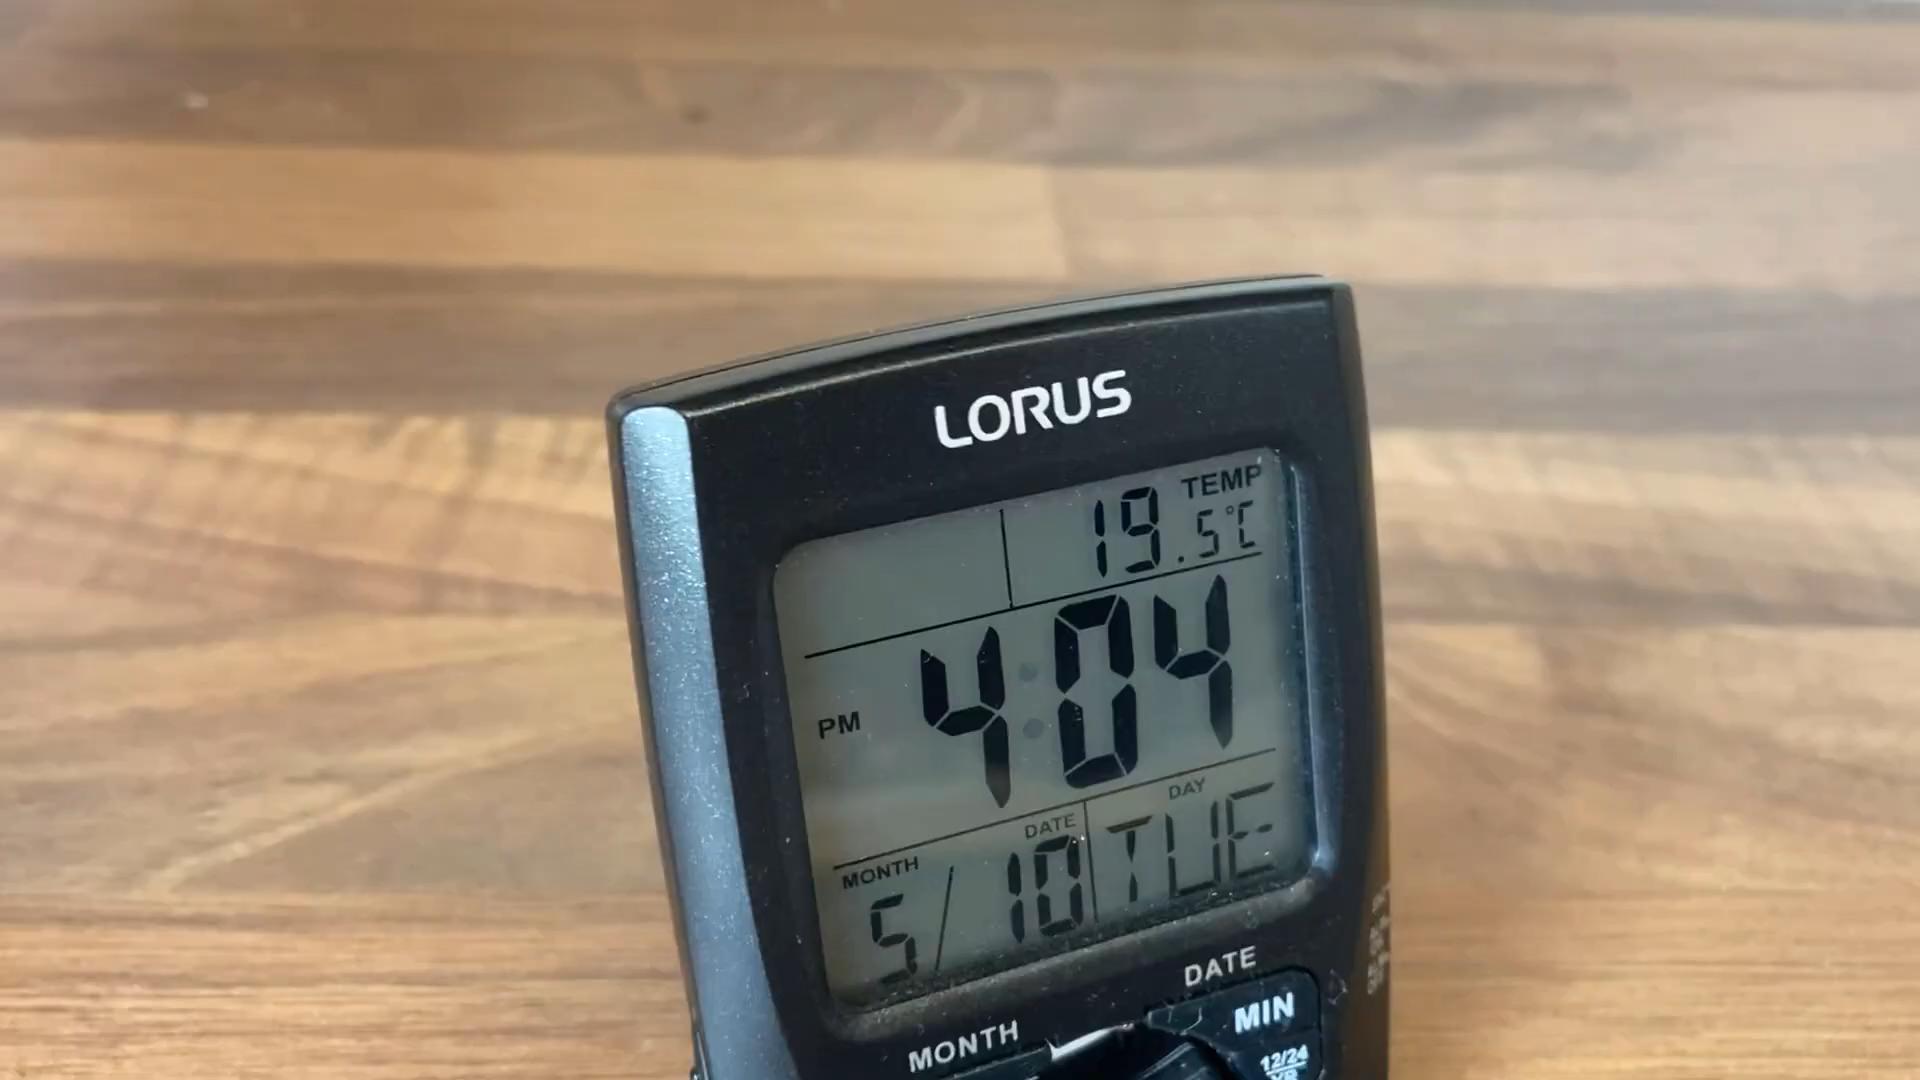 LORUS
TEMP
19.5°C
PM 4:04
MONTH DATE DAY
5/10 TUE
MONTH DATE
MIN
12/24